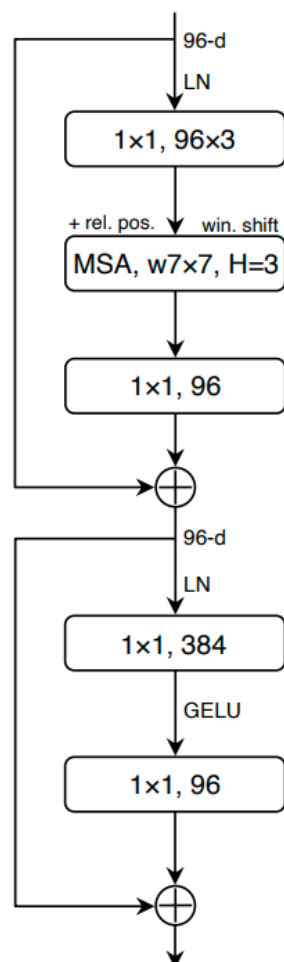 96-d
LN
1×1, 96×3
+ rel. pos. win. shift
MSA, w7×7, H=3
1×1, 96
96-d
LN
1×1, 384
GELU
1×1, 96